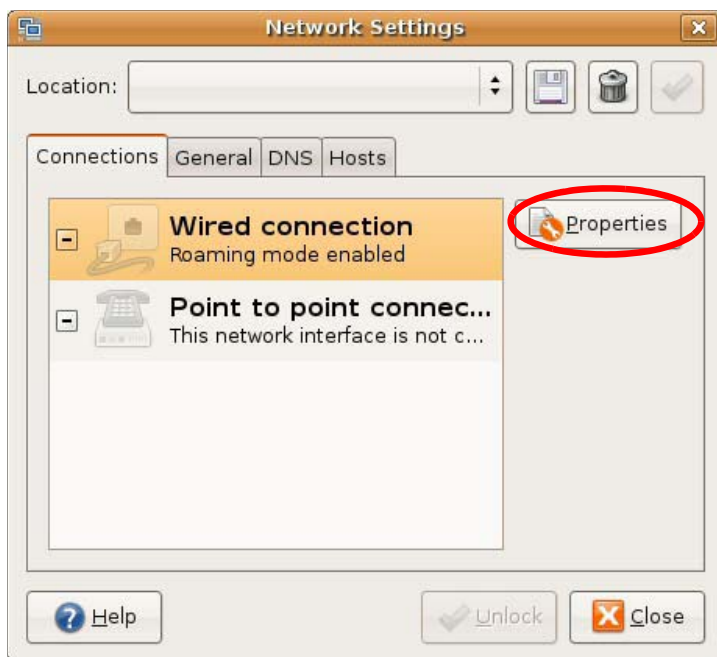 Network Settings
Location:
Connections General DNS Hosts
Wired connection
Roaming mode enabled
Properties
Point to point connec...
This network interface is not c...
Help Unlock Close